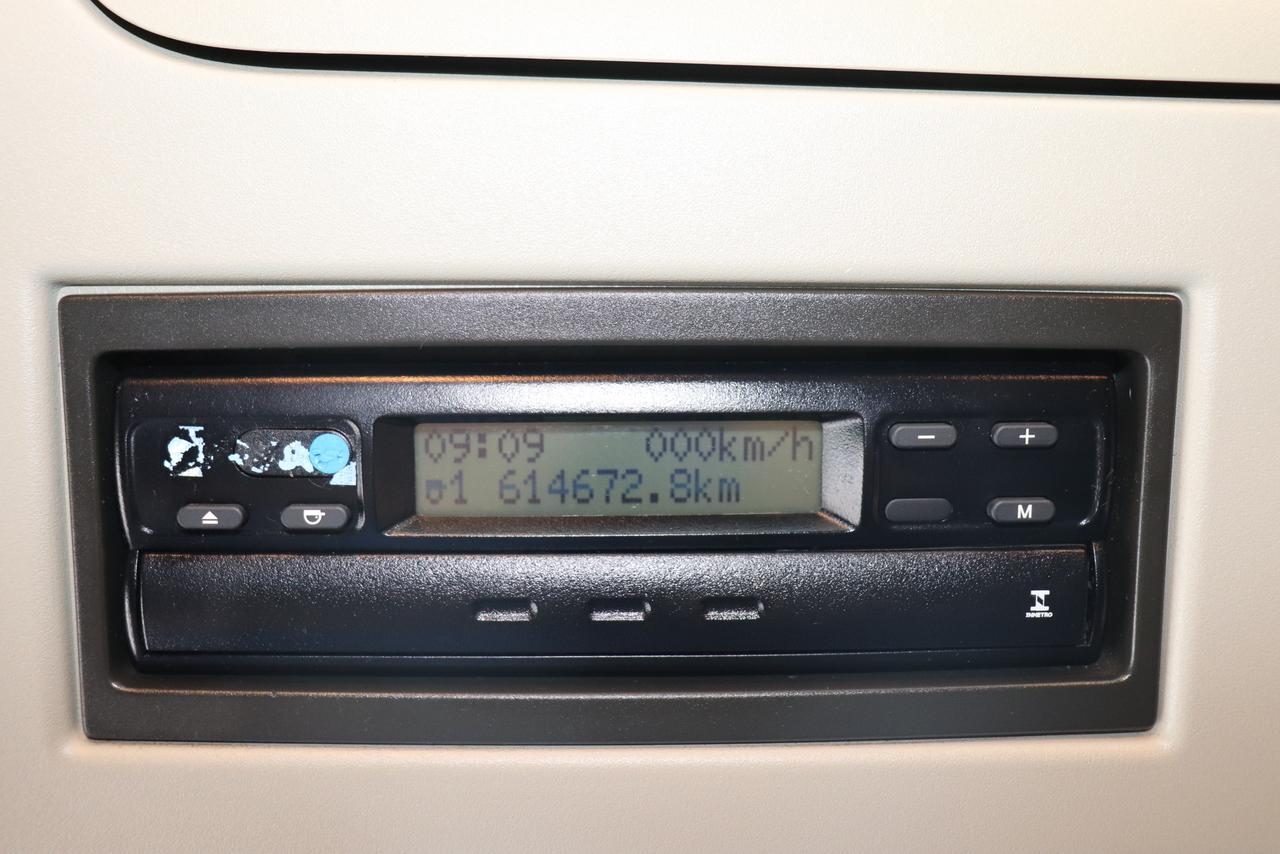 09:09 000km/h
1 614672.8km
− +
M
INMETRO